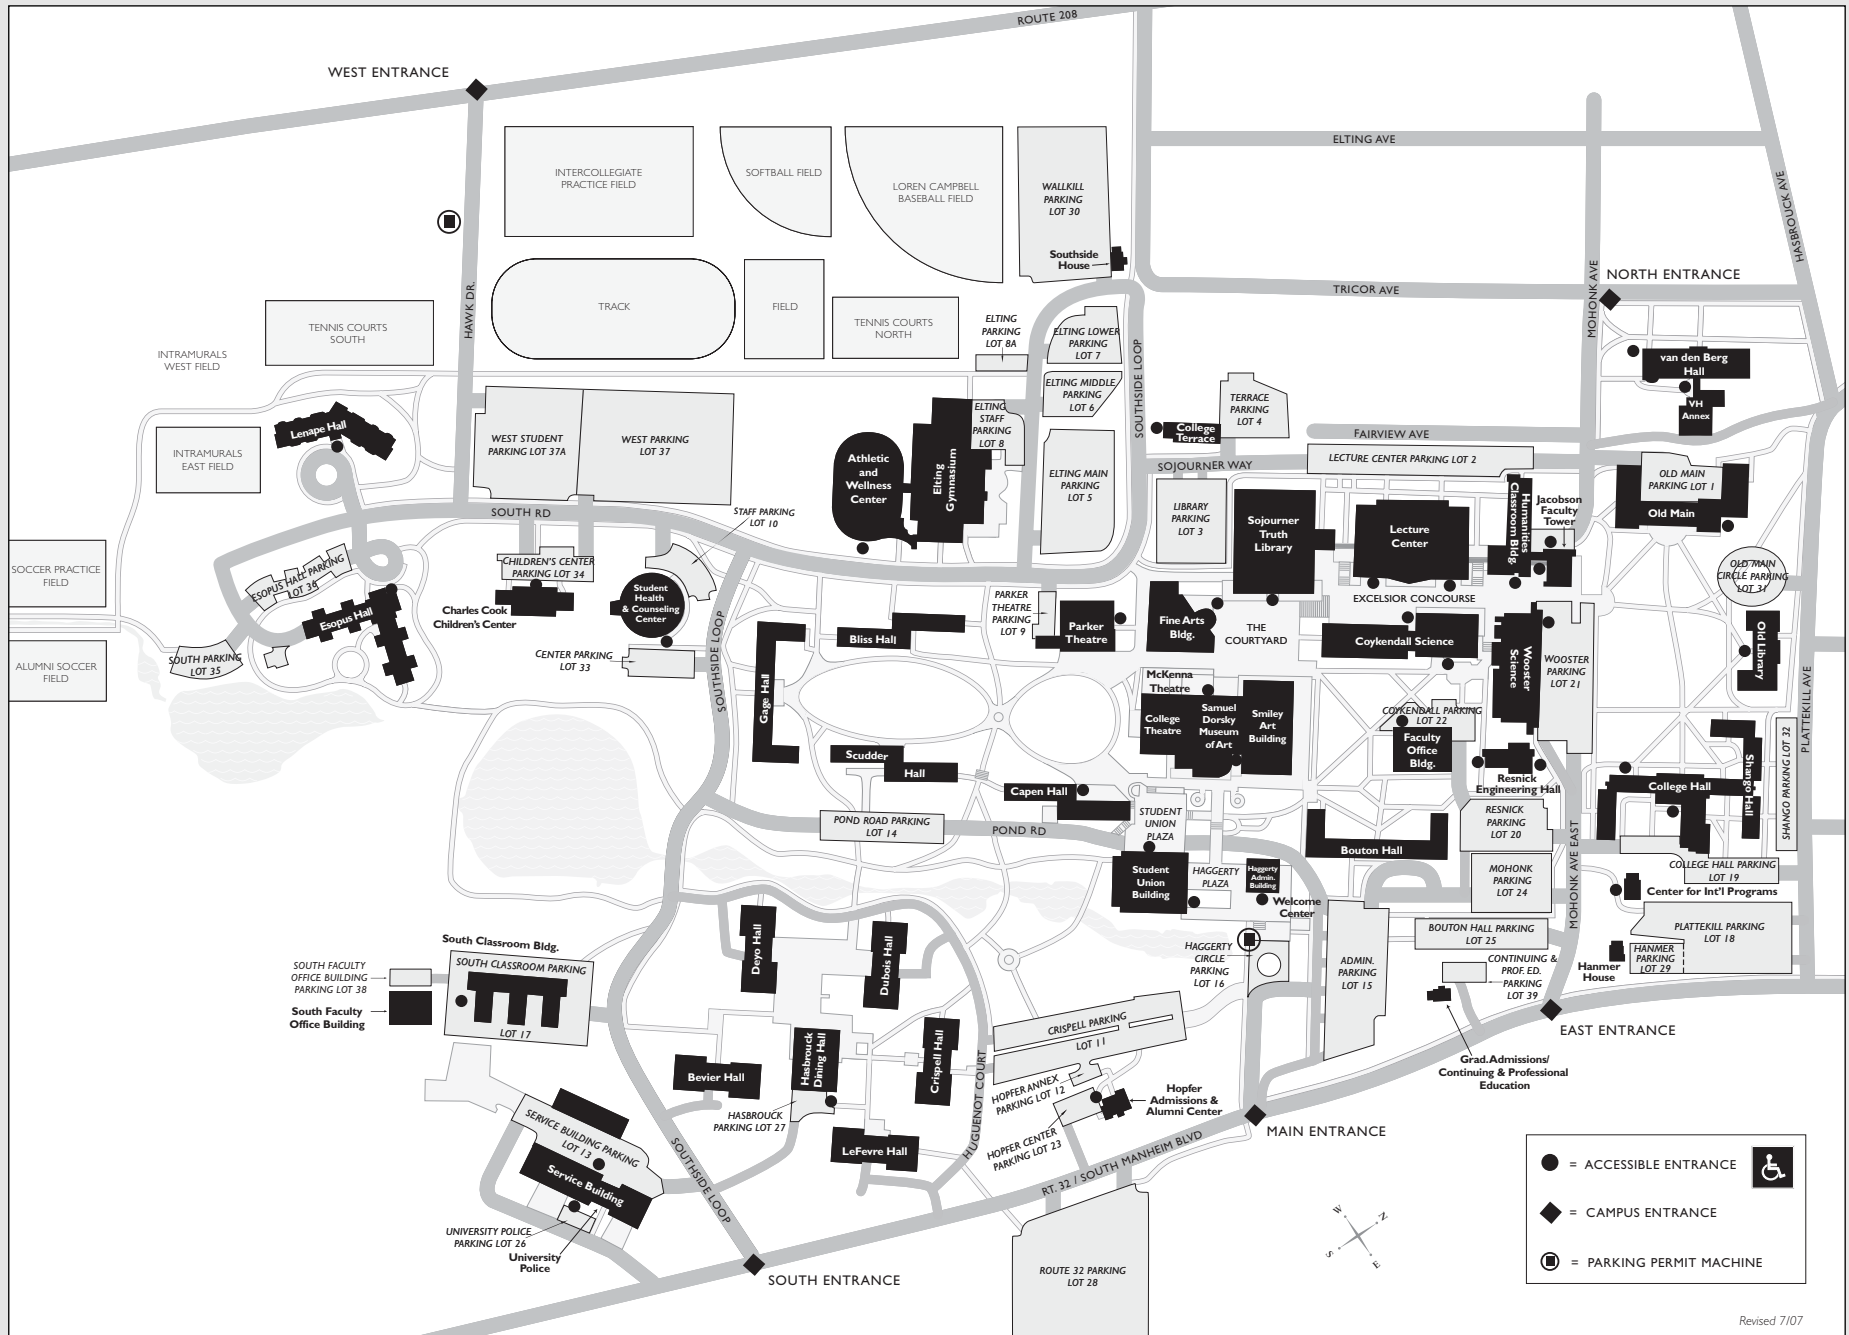 ROUTE 208
WEST ENTRANCE
ELTING AVE
HASBROUCK AVE
INTERCOLLEGIATE
PRACTICE FIELD
SOFTBALL FIELD
LOREN CAMPBELL
BASEBALL FIELD
WALLKILL
PARKING
LOT 30
Southside
House
HAWK DR.
TRACK
FIELD
TENNIS COURTS
NORTH
TENNIS COURTS
SOUTH
INTRAMURALS
WEST FIELD
ELTING
PARKING
LOT 8A
ELTING LOWER
PARKING
LOT 7
ELTING MIDDLE
PARKING
LOT 6
SOUTHSIDE LOOP
TRICOR AVE
MOHONK AVE
NORTH ENTRANCE
van den Berg
Hall
VH
Annex
Lenape Hall
INTRAMURALS
EAST FIELD
WEST STUDENT
PARKING LOT 37A
WEST PARKING
LOT 37
Athletic
and
Wellness
Center
Elting
Gymnasium
ELTING
STAFF
PARKING
LOT 8
ELTING MAIN
PARKING
LOT 5
College
Terrace
TERRACE
PARKING
LOT 4
FAIRVIEW AVE
SOJOURNER WAY
LECTURE CENTER PARKING LOT 2
OLD MAIN
PARKING LOT 1
Old Main
LIBRARY
PARKING
LOT 3
Sojourner
Truth
Library
Lecture
Center
Humanities
Classroom Bldg.
Jacobson
Faculty
Tower
SOUTH RD
STAFF PARKING
LOT 10
SOCCER PRACTICE
FIELD
ESOPUS HALL PARKING
LOT 36
CHILDREN'S CENTER
PARKING LOT 34
Charles Cook
Children's Center
Student
Health
& Counseling
Center
OLD MAIN
CIRCLE PARKING
LOT 31
EXCELSIOR CONCOURSE
Esopus Hall
Bliss Hall
PARKER
THEATRE
PARKING
LOT 9
Parker
Theatre
Fine Arts
Bldg.
THE
COURTYARD
Coykendall Science
Wooster
Science
WOOSTER
PARKING
LOT 21
Old Library
ALUMNI SOCCER
FIELD
SOUTH PARKING
LOT 35
CENTER PARKING
LOT 33
SOUTHSIDE LOOP
Gage Hall
McKenna
Theatre
College
Theatre
Samuel
Dorsky
Museum
of Art
Smiley
Art
Building
COYKENDALL PARKING
LOT 22
Faculty
Office
Bldg.
PLATTEKILL AVE
Scudder
Hall
Capen Hall
Resnick
Engineering Hall
College Hall
Shango Hall
SHANGO PARKING LOT 32
POND ROAD PARKING
LOT 14
POND RD
STUDENT
UNION
PLAZA
RESNICK
PARKING
LOT 20
Bouton Hall
MOHONK AVE EAST
Student
Union
Building
HAGGERTY
PLAZA
Haggerty
Admin.
Building
Welcome
Center
MOHONK
PARKING
LOT 24
COLLEGE HALL PARKING
LOT 19
Center for Int'l Programs
Deyo Hall
Dubois Hall
South Classroom Bldg.
SOUTH CLASSROOM PARKING
LOT 17
SOUTH FACULTY
OFFICE BUILDING
PARKING LOT 38
South Faculty
Office Building
HAGGERTY
CIRCLE
PARKING
LOT 16
ADMIN.
PARKING
LOT 15
BOUTON HALL PARKING
LOT 25
PLATTEKILL PARKING
LOT 18
HANMER
PARKING
LOT 29
Hanmer
House
CONTINUING &
PROF. ED.
PARKING
LOT 39
EAST ENTRANCE
Grad. Admissions/
Continuing & Professional
Education
CRISPELL PARKING
LOT 11
Hasbrouck
Dining Hall
Crispell Hall
Bevier Hall
HUGUENOT COURT
HOPFER ANNEX
PARKING LOT 12
Hopfer
Admissions &
Alumni Center
HASBROUCK
PARKING LOT 27
HOPFER CENTER
PARKING LOT 23
LeFevre Hall
MAIN ENTRANCE
RT. 32 / SOUTH MANHEIM BLVD
SERVICE BUILDING PARKING
LOT 13
Service Building
SOUTHSIDE LOOP
UNIVERSITY POLICE
PARKING LOT 26
University
Police
SOUTH ENTRANCE
ROUTE 32 PARKING
LOT 28
W
N
S
E
= ACCESSIBLE ENTRANCE
= CAMPUS ENTRANCE
= PARKING PERMIT MACHINE
Revised 7/07